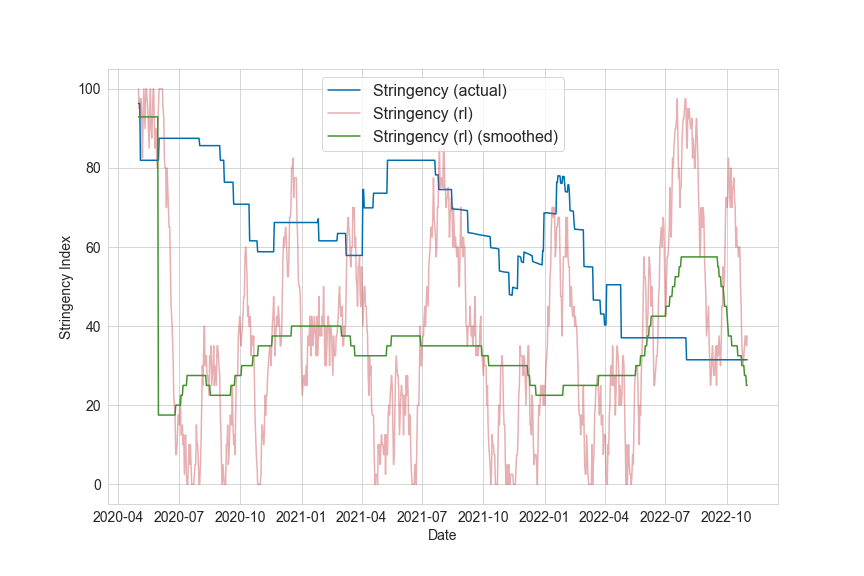 Stringency (actual)
Stringency (rl)
Stringency (rl) (smoothed)
Stringency Index
100
80
60
40
20
0
2020-04 2020-07 2020-10 2021-01 2021-04 2021-07 2021-10 2022-01 2022-04 2022-07 2022-10
Date